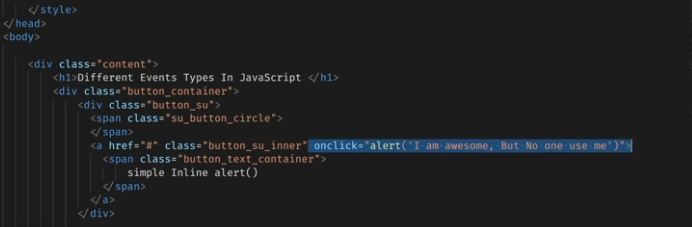 </style>
</head>
<body>
<div class="content">
<h1>Different Events Types In JavaScript </h1>
<div class="button_container">
<div class="button_su">
<span class="su_button_circle">
</span>
<a href="#" class="button_su_inner" onclick="alert('I am awesome, But No one use me')">
<span class="button_text_container">
simple Inline alert()
</span>
</a>
</div>